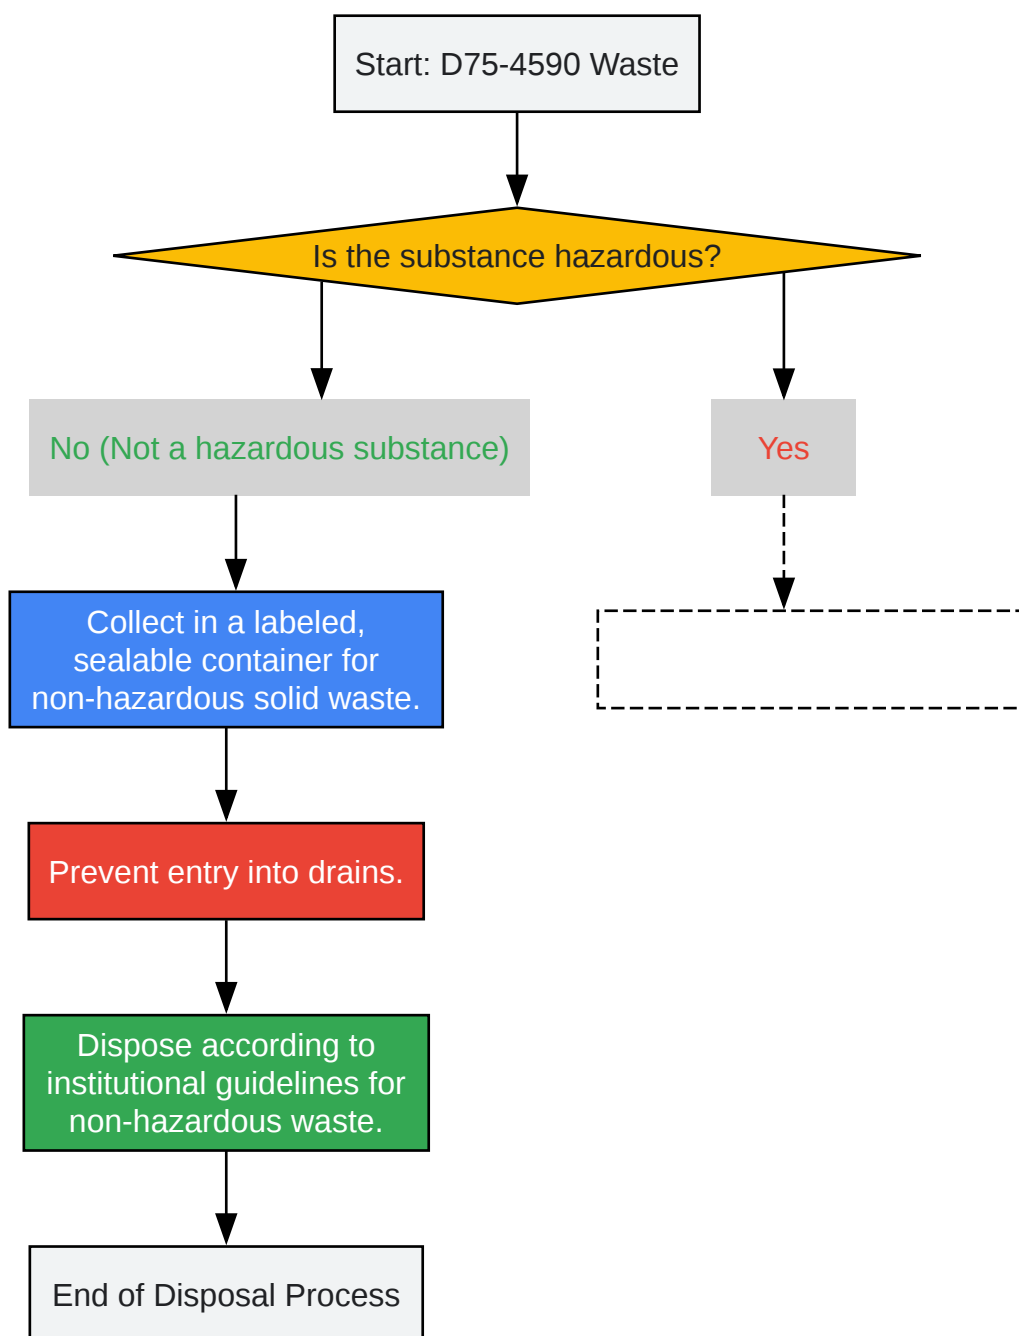 Start: D75-4590 Waste
Is the substance hazardous?
No (Not a hazardous substance)
Yes
Collect in a labeled,
sealable container for
non-hazardous solid waste.
Prevent entry into drains.
Dispose according to
institutional guidelines for
non-hazardous waste.
End of Disposal Process